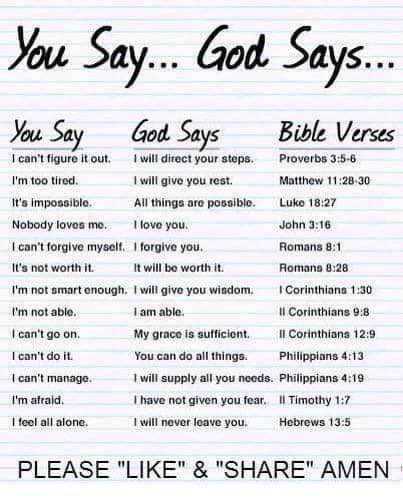 You Say... God Says...
You Say God Says Bible Verses
I can't figure it out. I will direct your steps. Proverbs 3:5-6
I'm too tired. I will give you rest. Matthew 11:28-30
It's impossible. All things are possible. Luke 18:27
Nobody loves me. I love you. John 3:16
I can't forgive myself. I forgive you. Romans 8:1
It's not worth it. It will be worth it. Romans 8:28
I'm not smart enough. I will give you wisdom. I Corinthians 1:30
I'm not able. I am able. II Corinthians 9:8
I can't go on. My grace is sufficient. II Corinthians 12:9
I can't do it. You can do all things. Philippians 4:13
I can't manage. I will supply all you needs. Philippians 4:19
I'm afraid. I have not given you fear. II Timothy 1:7
I feel all alone. I will never leave you. Hebrews 13:5
PLEASE "LIKE" & "SHARE" AMEN